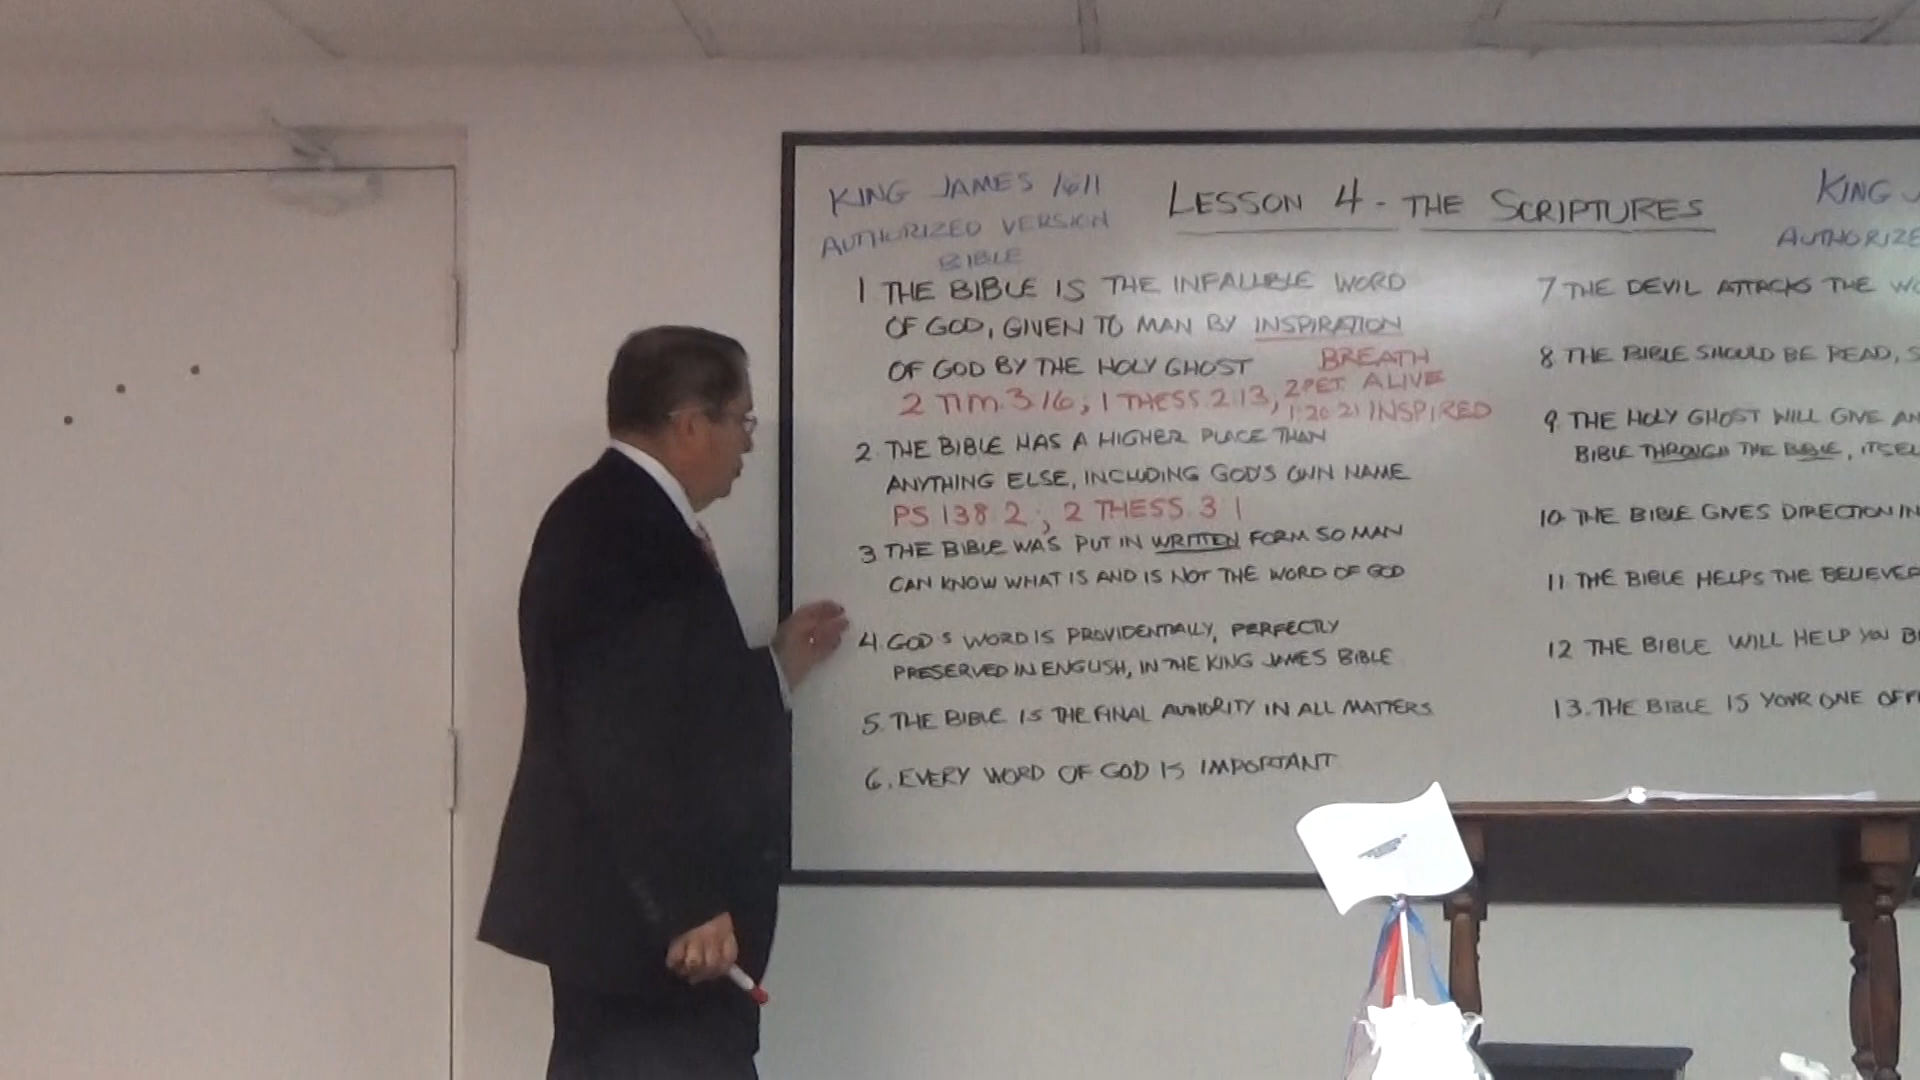 KING JAMES 1611
AUTHORIZED VERSION
BIBLE
LESSON 4 - THE SCRIPTURES
1 THE BIBLE IS THE INFALLIBLE WORD
OF GOD, GIVEN TO MAN BY INSPIRATION
OF GOD BY THE HOLY GHOST
BREATH
ALIVE
INSPIRED
2 TIM. 3.16; 1 THESS. 2.13; 2 PET.
1:20.21
2. THE BIBLE HAS A HIGHER PLACE THAN
ANYTHING ELSE, INCLUDING GOD'S OWN NAME
PS 138.2; 2 THESS. 3 1
3 THE BIBLE WAS PUT IN WRITTEN FORM SO MAN
CAN KNOW WHAT IS AND IS NOT THE WORD OF GOD
4. GOD'S WORD IS PROVIDENTIALLY, PERFECTLY
PRESERVED IN ENGLISH, IN THE KING JAMES BIBLE
5. THE BIBLE IS THE FINAL AUTHORITY IN ALL MATTERS
6. EVERY WORD OF GOD IS IMPORTANT
KING
AUTHORIZE
7 THE DEVIL ATTACKS THE WO
8 THE BIBLE SHOULD BE READ, S
9. THE HOLY GHOST WILL GIVE AN
BIBLE THROUGH THE BIBLE, ITSEL
10. THE BIBLE GIVES DIRECTION IN
11. THE BIBLE HELPS THE BELIEVER
12 THE BIBLE WILL HELP YOU B
13. THE BIBLE IS YOUR ONE OFF